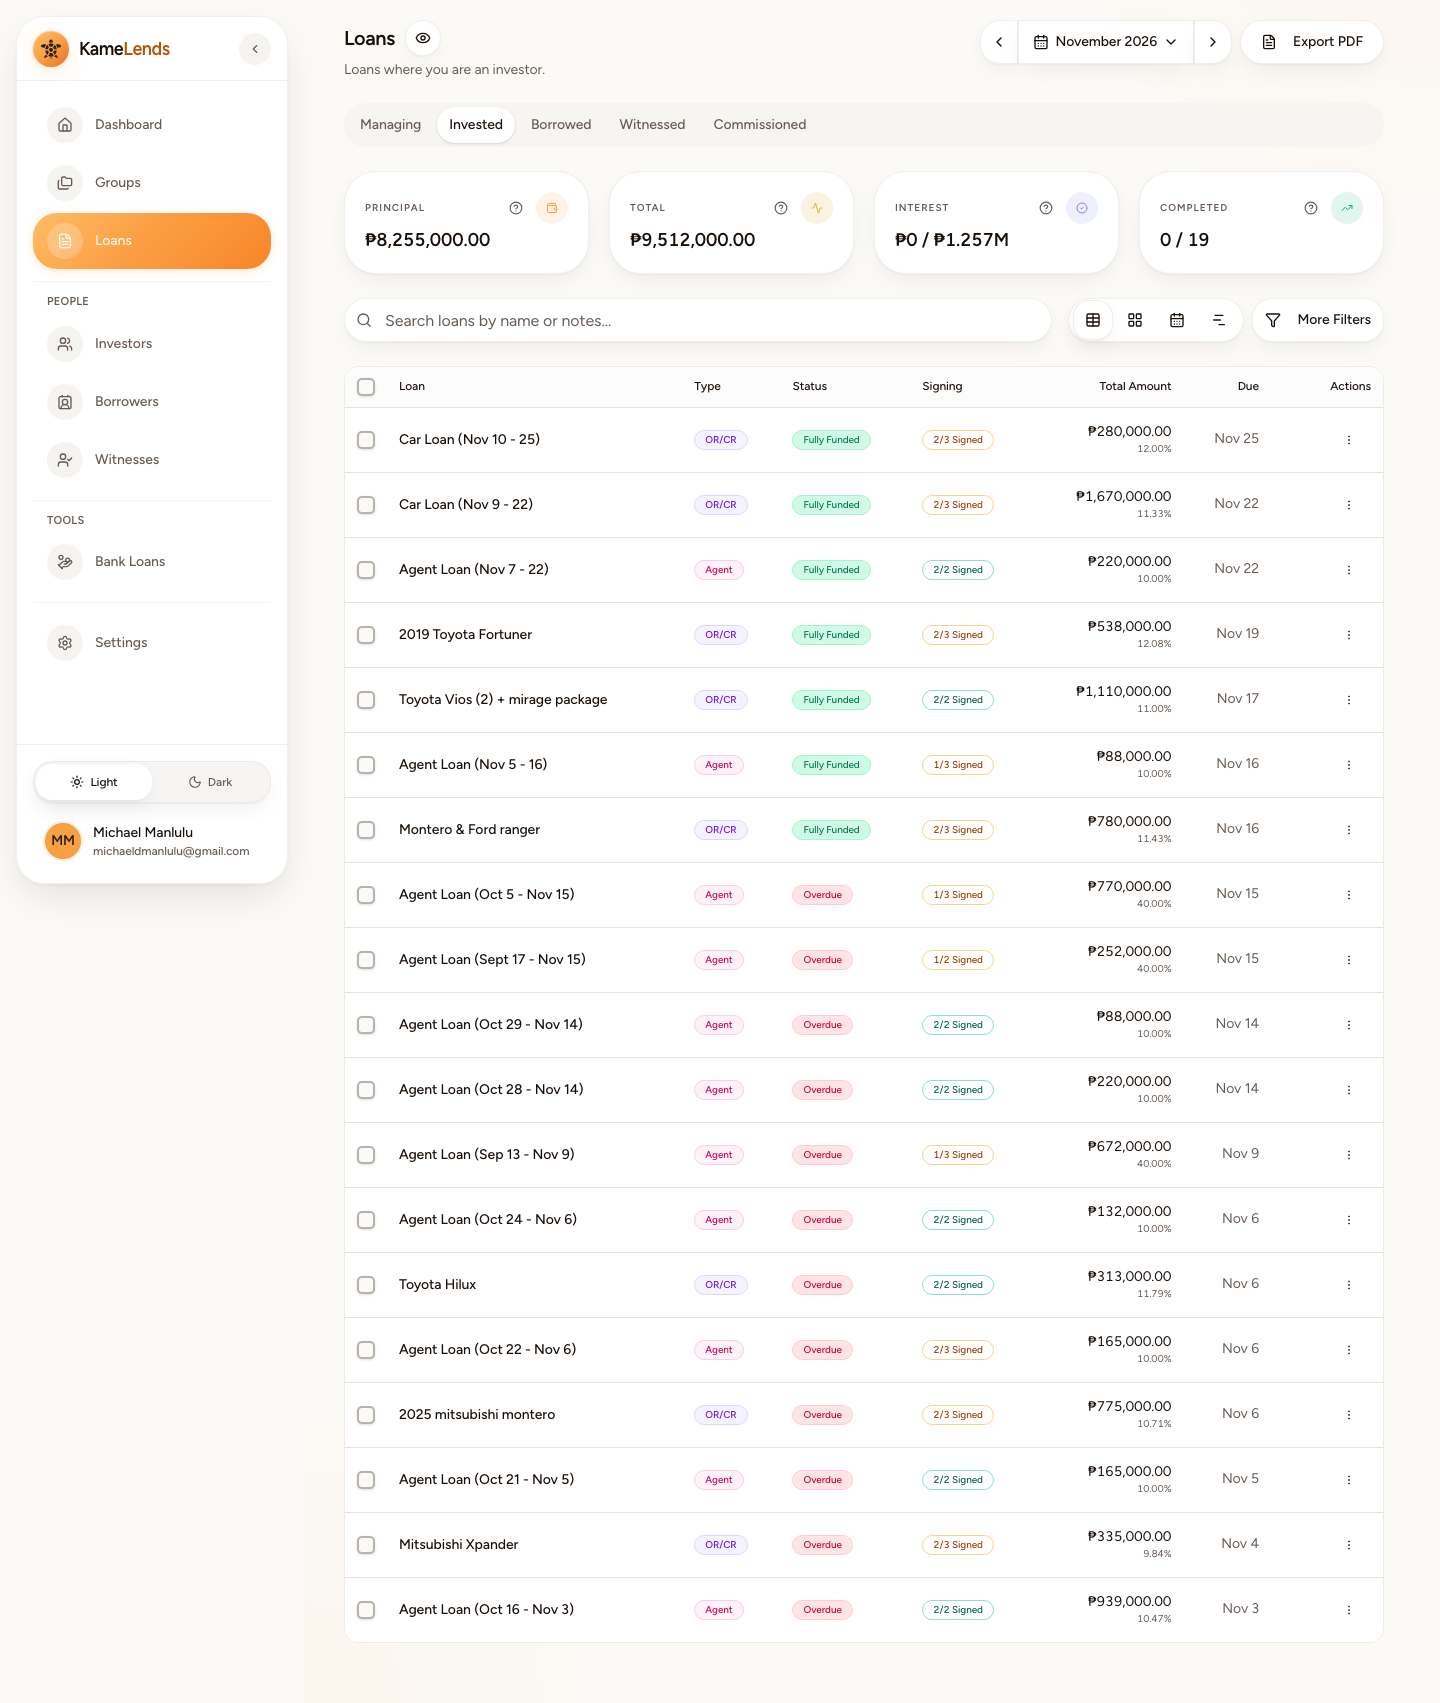 KameLends
Dashboard
Groups
Loans
PEOPLE
Investors
Borrowers
Witnesses
TOOLS
Bank Loans
Settings
Light Dark
MM
Michael Manlulu
michaeldmanlulu@gmail.com
Loans
Loans where you are an investor.
November 2026
Export PDF
Managing Invested Borrowed Witnessed Commissioned
PRINCIPAL
₱8,255,000.00
TOTAL
₱9,512,000.00
INTEREST
₱0 / ₱1.257M
COMPLETED
0 / 19
Search loans by name or notes...
More Filters
Loan Type Status Signing Total Amount Due Actions
Car Loan (Nov 10 - 25) OR/CR Fully Funded 2/3 Signed ₱280,000.00 Nov 25
12.00%
Car Loan (Nov 9 - 22) OR/CR Fully Funded 2/3 Signed ₱1,670,000.00 Nov 22
11.33%
Agent Loan (Nov 7 - 22) Agent Fully Funded 2/2 Signed ₱220,000.00 Nov 22
10.00%
2019 Toyota Fortuner OR/CR Fully Funded 2/3 Signed ₱538,000.00 Nov 19
12.08%
Toyota Vios (2) + mirage package OR/CR Fully Funded 2/2 Signed ₱1,110,000.00 Nov 17
11.00%
Agent Loan (Nov 5 - 16) Agent Fully Funded 1/3 Signed ₱88,000.00 Nov 16
10.00%
Montero & Ford ranger OR/CR Fully Funded 2/3 Signed ₱780,000.00 Nov 16
11.43%
Agent Loan (Oct 5 - Nov 15) Agent Overdue 1/3 Signed ₱770,000.00 Nov 15
40.00%
Agent Loan (Sept 17 - Nov 15) Agent Overdue 1/2 Signed ₱252,000.00 Nov 15
40.00%
Agent Loan (Oct 29 - Nov 14) Agent Overdue 2/2 Signed ₱88,000.00 Nov 14
10.00%
Agent Loan (Oct 28 - Nov 14) Agent Overdue 2/2 Signed ₱220,000.00 Nov 14
10.00%
Agent Loan (Sep 13 - Nov 9) Agent Overdue 1/3 Signed ₱672,000.00 Nov 9
40.00%
Agent Loan (Oct 24 - Nov 6) Agent Overdue 2/2 Signed ₱132,000.00 Nov 6
10.00%
Toyota Hilux OR/CR Overdue 2/2 Signed ₱313,000.00 Nov 6
11.79%
Agent Loan (Oct 22 - Nov 6) Agent Overdue 2/3 Signed ₱165,000.00 Nov 6
10.00%
2025 mitsubishi montero OR/CR Overdue 2/3 Signed ₱775,000.00 Nov 6
10.71%
Agent Loan (Oct 21 - Nov 5) Agent Overdue 2/2 Signed ₱165,000.00 Nov 5
10.00%
Mitsubishi Xpander OR/CR Overdue 2/3 Signed ₱335,000.00 Nov 4
9.84%
Agent Loan (Oct 16 - Nov 3) Agent Overdue 2/2 Signed ₱939,000.00 Nov 3
10.47%